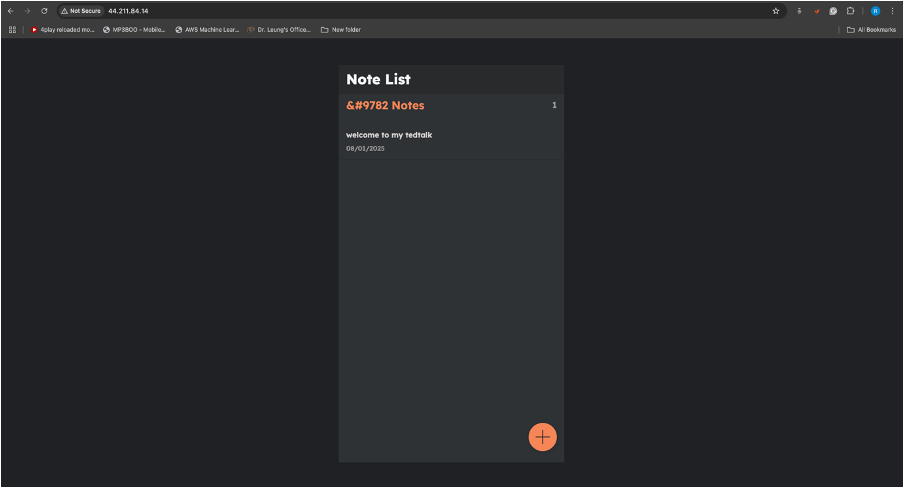 Not Secure 44.211.84.14
4play reloaded mo... MP3BOO - Mobile... AWS Machine Lear... Dr. Leung's Office... New folder All Bookmarks
Note List
&#9782 Notes 1
welcome to my tedtalk
08/01/2025